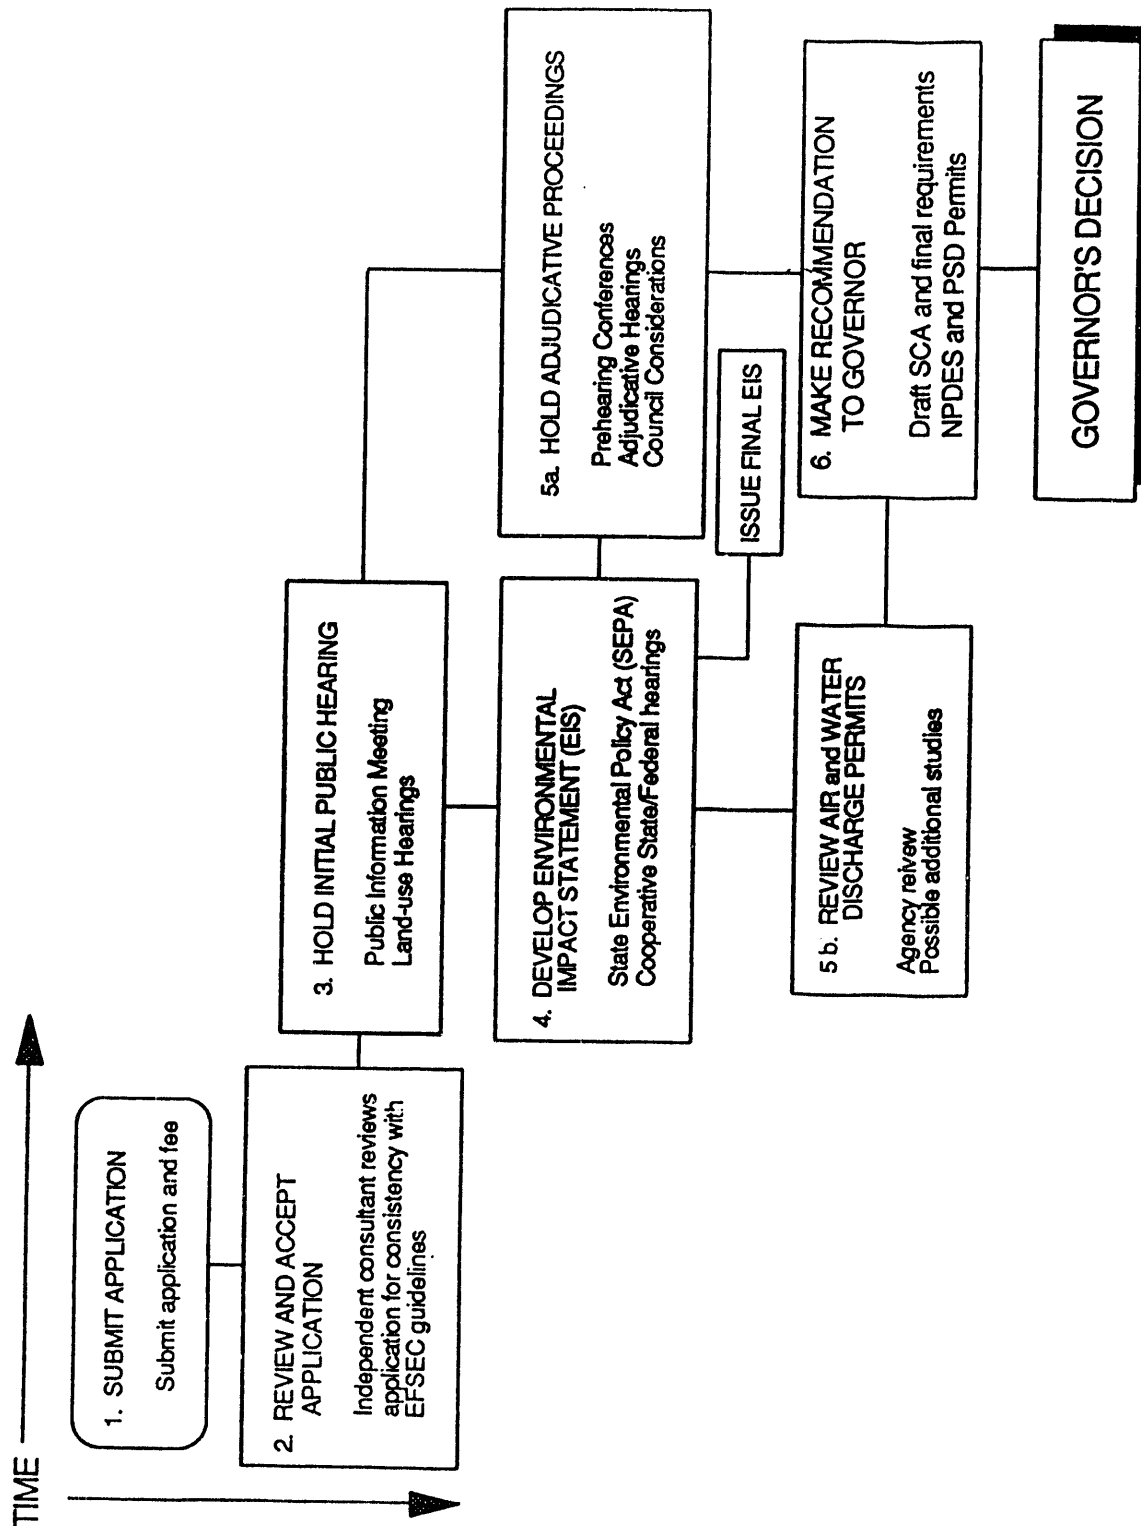 TIME
1. SUBMIT APPLICATION
Submit application and fee
2. REVIEW AND ACCEPT
APPLICATION
Independent consultant reviews
application for consistency with
EFSEC guidelines
3. HOLD INITIAL PUBLIC HEARING
Public Information Meeting
Land-use Hearings
4. DEVELOP ENVIRONMENTAL
IMPACT STATEMENT (EIS)
State Environmental Policy Act (SEPA)
Cooperative State/Federal hearings
5a. HOLD ADJUDICATIVE PROCEEDINGS
Prehearing Conferences
Adjudicative Hearings
Council Considerations
ISSUE FINAL EIS
5b. REVIEW AIR and WATER
DISCHARGE PERMITS
Agency reivew
Possible additional studies
6. MAKE RECOMMENDATION
TO GOVERNOR
Draft SCA and final requirements
NPDES and PSD Permits
GOVERNOR'S DECISION